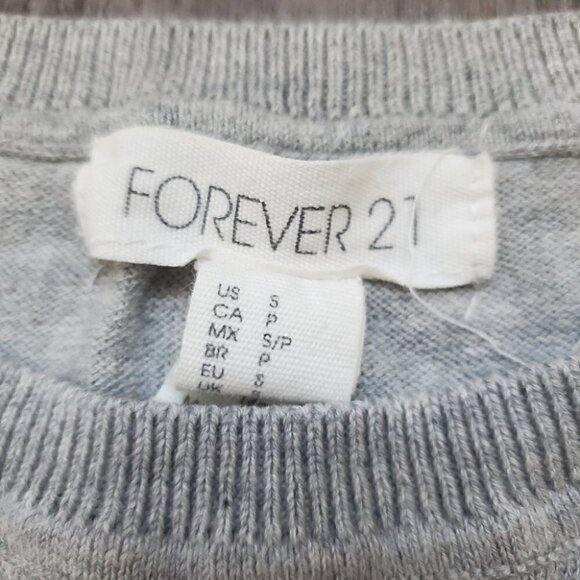 FOREVER 21
US S
CA P
MX S/P
BR P
EU S
UK